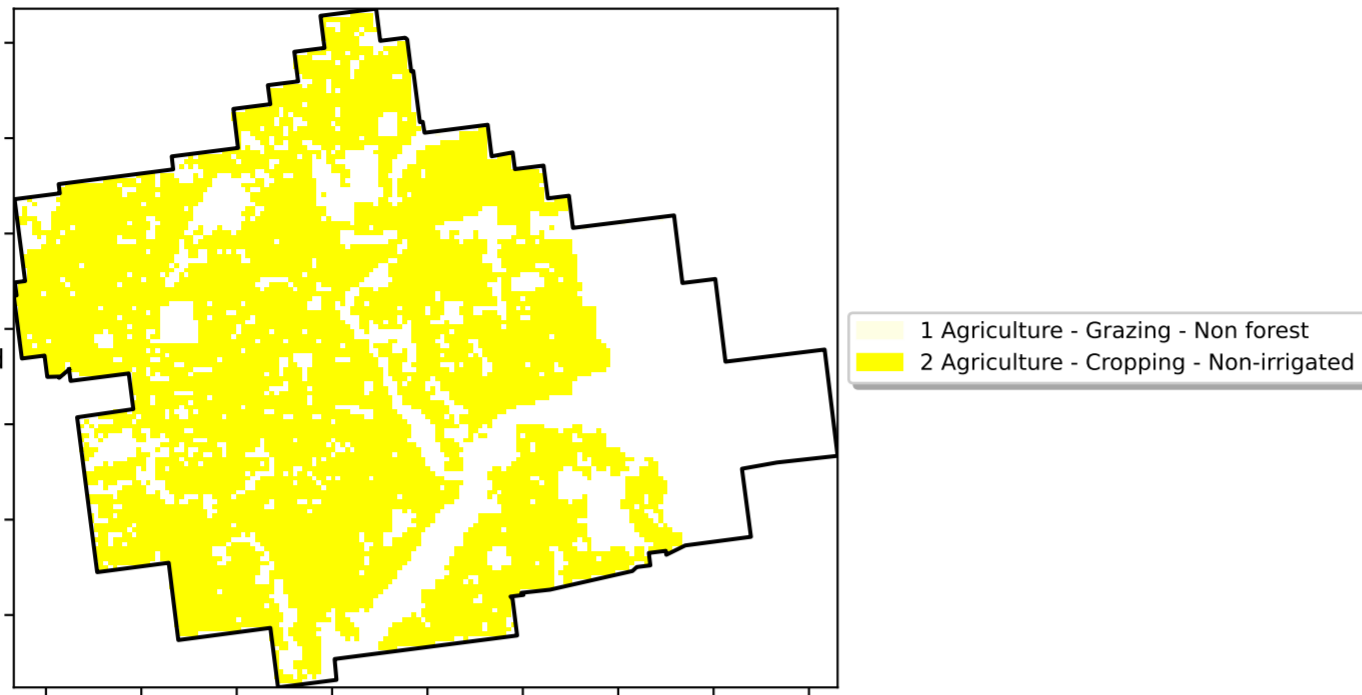 1 Agriculture - Grazing - Non forest
2 Agriculture - Cropping - Non-irrigated